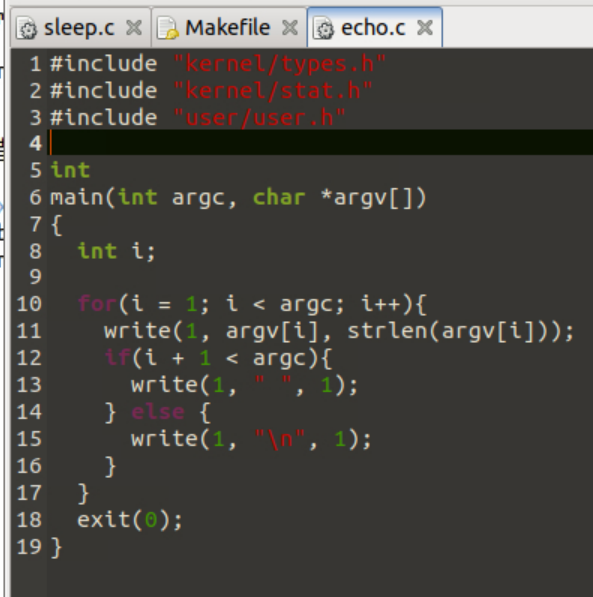 sleep.c Makefile echo.c
1 #include "kernel/types.h"
2 #include "kernel/stat.h"
3 #include "user/user.h"
4
5 int
6 main(int argc, char *argv[])
7 {
8   int i;
9
10   for(i = 1; i < argc; i++){
11     write(1, argv[i], strlen(argv[i]));
12     if(i + 1 < argc){
13       write(1, " ", 1);
14     } else {
15       write(1, "\n", 1);
16     }
17   }
18   exit(0);
19 }